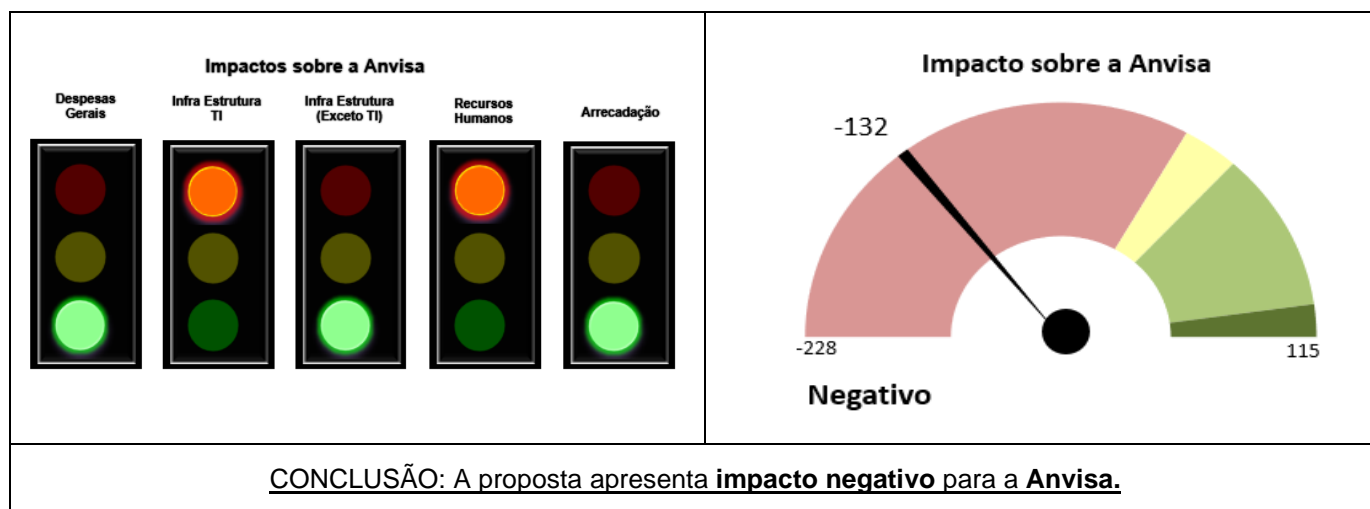 Impactos sobre a Anvisa
Despesas
Gerais
Infra Estrutura
TI
Infra Estrutura
(Exceto TI)
Recursos
Humanos
Arrecadação
Impacto sobre a Anvisa
-132
-228
115
Negativo
CONCLUSÃO: A proposta apresenta impacto negativo para a Anvisa.